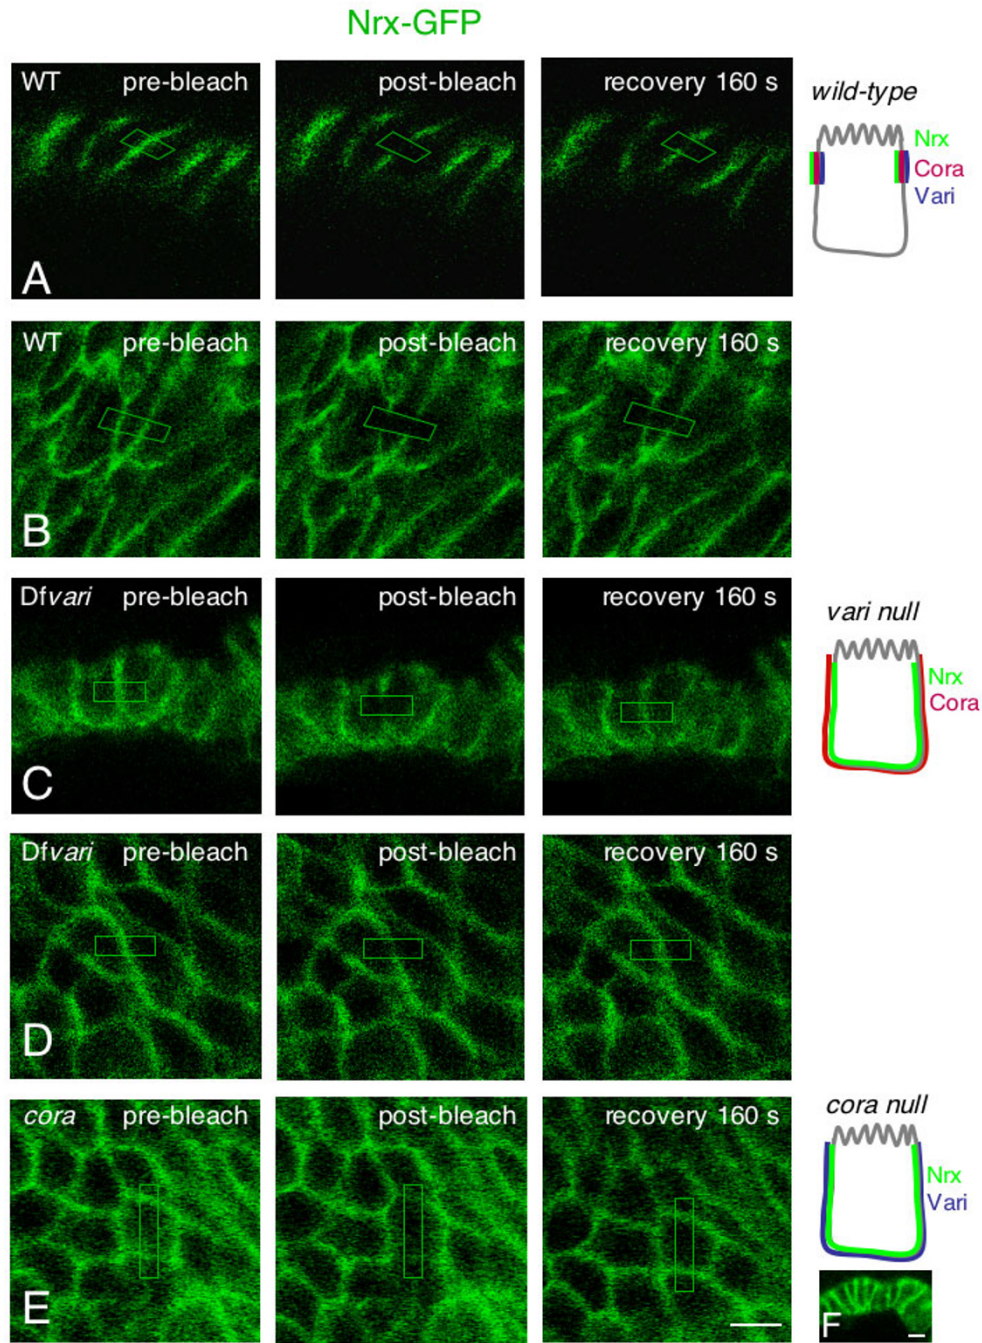 Nrx-GFP
WT pre-bleach post-bleach recovery 160 s
A
wild-type
Nrx
Cora
Vari
WT pre-bleach post-bleach recovery 160 s
B
Dfvari pre-bleach post-bleach recovery 160 s
C
vari null
Nrx
Cora
Dfvari pre-bleach post-bleach recovery 160 s
D
cora pre-bleach post-bleach recovery 160 s
E
cora null
Nrx
Vari
F